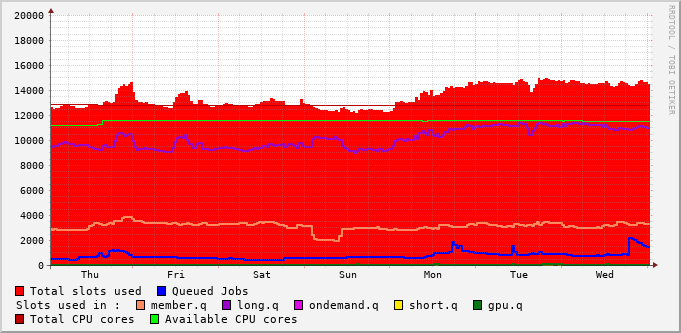 RRDTOOL / TOBI OETIKER
20000
18000
16000
14000
12000
10000
8000
6000
4000
2000
0
Thu Fri Sat Sun Mon Tue Wed
Total slots used Queued Jobs
Slots used in : member.q long.q ondemand.q short.q gpu.q
Total CPU cores Available CPU cores